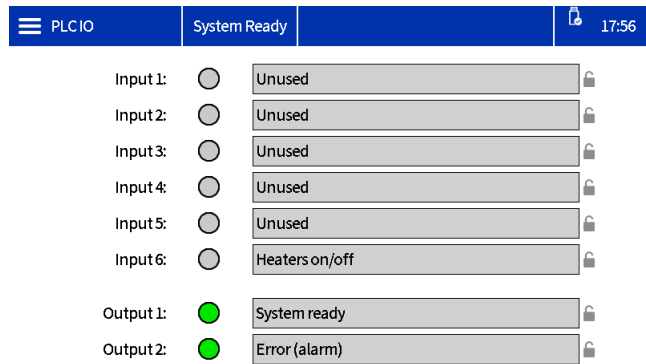 PLC IO System Ready 17:56
Input 1: Unused
Input 2: Unused
Input 3: Unused
Input 4: Unused
Input 5: Unused
Input 6: Heaters on/off
Output 1: System ready
Output 2: Error (alarm)